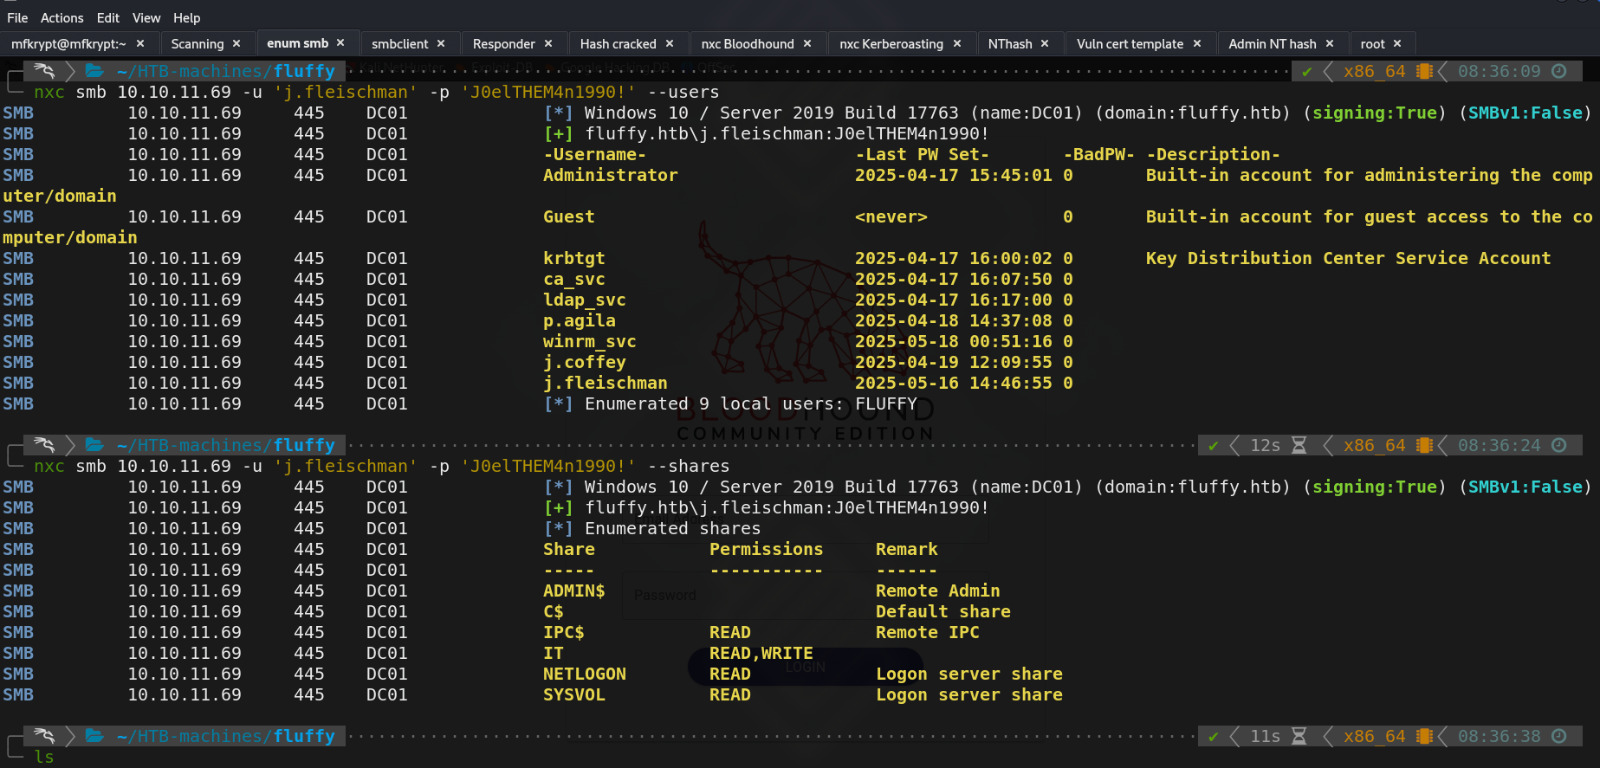 File Actions Edit View Help
mfkrypt@mfkrypt:~ × Scanning × enum smb × smbclient × Responder × Hash cracked × nxc Bloodhound × nxc Kerberoasting × NThash × Vuln cert template × Admin NT hash × root ×
~/HTB-machines/fluffy ✔ x86_64 08:36:09
nxc smb 10.10.11.69 -u 'j.fleischman' -p 'J0elTHEM4n1990!' --users
SMB 10.10.11.69 445 DC01 [*] Windows 10 / Server 2019 Build 17763 (name:DC01) (domain:fluffy.htb) (signing:True) (SMBv1:False)
SMB 10.10.11.69 445 DC01 [+] fluffy.htb\j.fleischman:J0elTHEM4n1990!
SMB 10.10.11.69 445 DC01 -Username- -Last PW Set- -BadPW- -Description-
SMB 10.10.11.69 445 DC01 Administrator 2025-04-17 15:45:01 0 Built-in account for administering the comp
uter/domain
SMB 10.10.11.69 445 DC01 Guest <never> 0 Built-in account for guest access to the co
mputer/domain
SMB 10.10.11.69 445 DC01 krbtgt 2025-04-17 16:00:02 0 Key Distribution Center Service Account
SMB 10.10.11.69 445 DC01 ca_svc 2025-04-17 16:07:50 0
SMB 10.10.11.69 445 DC01 ldap_svc 2025-04-17 16:17:00 0
SMB 10.10.11.69 445 DC01 p.agila 2025-04-18 14:37:08 0
SMB 10.10.11.69 445 DC01 winrm_svc 2025-05-18 00:51:16 0
SMB 10.10.11.69 445 DC01 j.coffey 2025-04-19 12:09:55 0
SMB 10.10.11.69 445 DC01 j.fleischman 2025-05-16 14:46:55 0
SMB 10.10.11.69 445 DC01 [*] Enumerated 9 local users: FLUFFY
BLOODHOUND
COMMUNITY EDITION
~/HTB-machines/fluffy ✔ 12s x86_64 08:36:24
nxc smb 10.10.11.69 -u 'j.fleischman' -p 'J0elTHEM4n1990!' --shares
SMB 10.10.11.69 445 DC01 [*] Windows 10 / Server 2019 Build 17763 (name:DC01) (domain:fluffy.htb) (signing:True) (SMBv1:False)
SMB 10.10.11.69 445 DC01 [+] fluffy.htb\j.fleischman:J0elTHEM4n1990!
SMB 10.10.11.69 445 DC01 [*] Enumerated shares
SMB 10.10.11.69 445 DC01 Share Permissions Remark
SMB 10.10.11.69 445 DC01 ----- ----------- ------
SMB 10.10.11.69 445 DC01 ADMIN$ Remote Admin
Password
SMB 10.10.11.69 445 DC01 C$ Default share
SMB 10.10.11.69 445 DC01 IPC$ READ Remote IPC
SMB 10.10.11.69 445 DC01 IT READ,WRITE
LOGIN
SMB 10.10.11.69 445 DC01 NETLOGON READ Logon server share
SMB 10.10.11.69 445 DC01 SYSVOL READ Logon server share
~/HTB-machines/fluffy ✔ 11s x86_64 08:36:38
ls